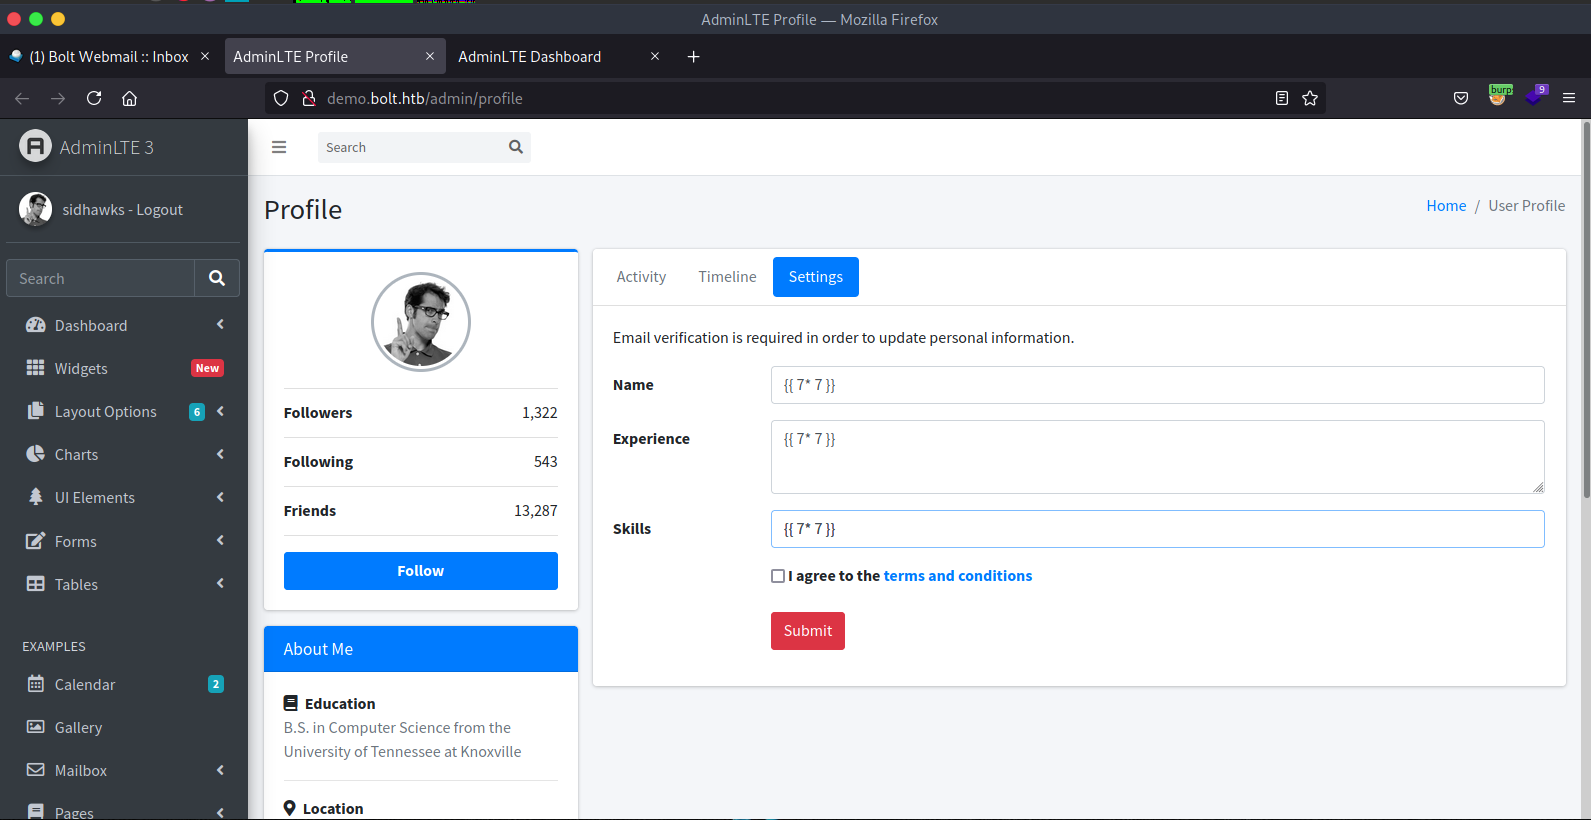 AdminLTE Profile — Mozilla Firefox
(1) Bolt Webmail :: Inbox
AdminLTE Profile
AdminLTE Dashboard
demo.bolt.htb/admin/profile
burp
9
AdminLTE 3
sidhawks - Logout
Search
Dashboard
Widgets New
Layout Options 6
Charts
UI Elements
Forms
Tables
EXAMPLES
Calendar 2
Gallery
Mailbox
Pages
Search
Profile
Home / User Profile
Followers 1,322
Following 543
Friends 13,287
Follow
About Me
Education
B.S. in Computer Science from the
University of Tennessee at Knoxville
Location
Activity Timeline Settings
Email verification is required in order to update personal information.
Name {{ 7* 7 }}
Experience {{ 7* 7 }}
Skills {{ 7* 7 }}
I agree to the terms and conditions
Submit